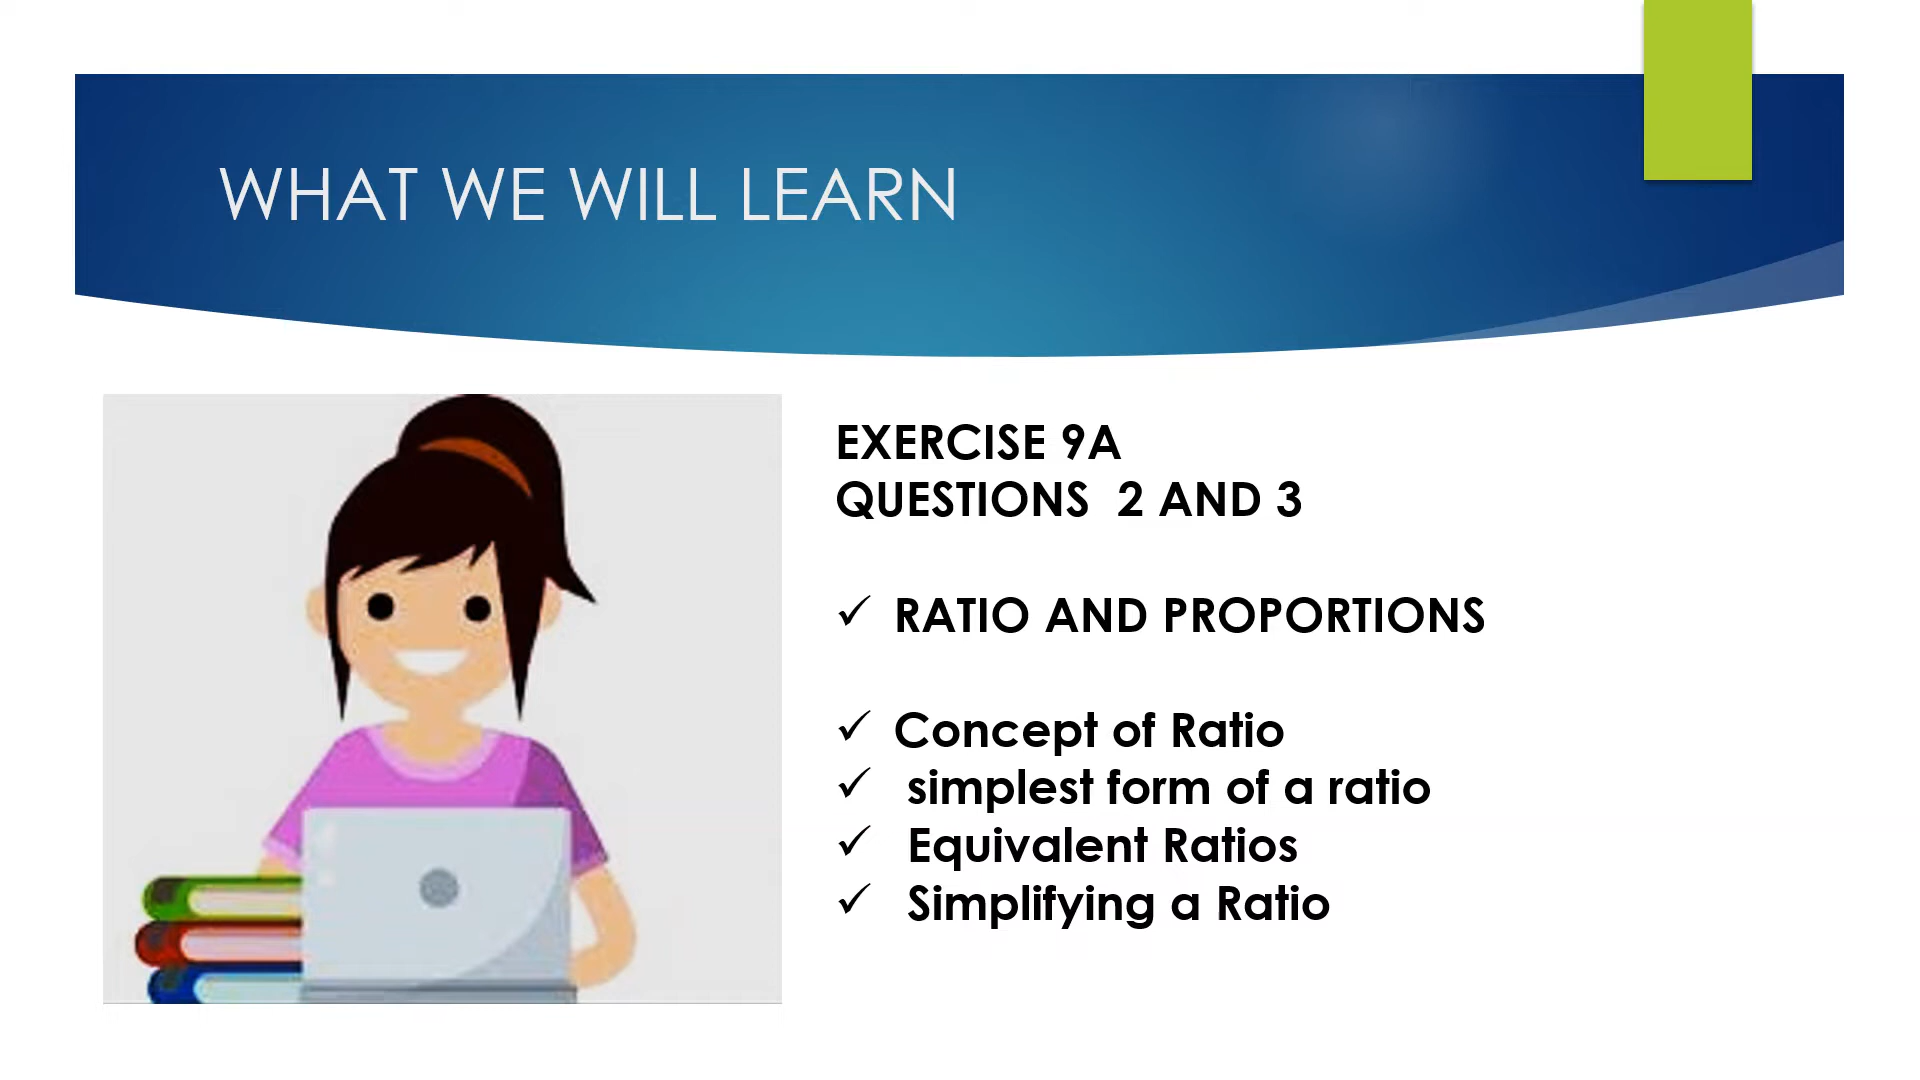 WHAT WE WILL LEARN
EXERCISE 9A
QUESTIONS 2 AND 3
✓ RATIO AND PROPORTIONS
✓ Concept of Ratio
✓ simplest form of a ratio
✓ Equivalent Ratios
✓ Simplifying a Ratio